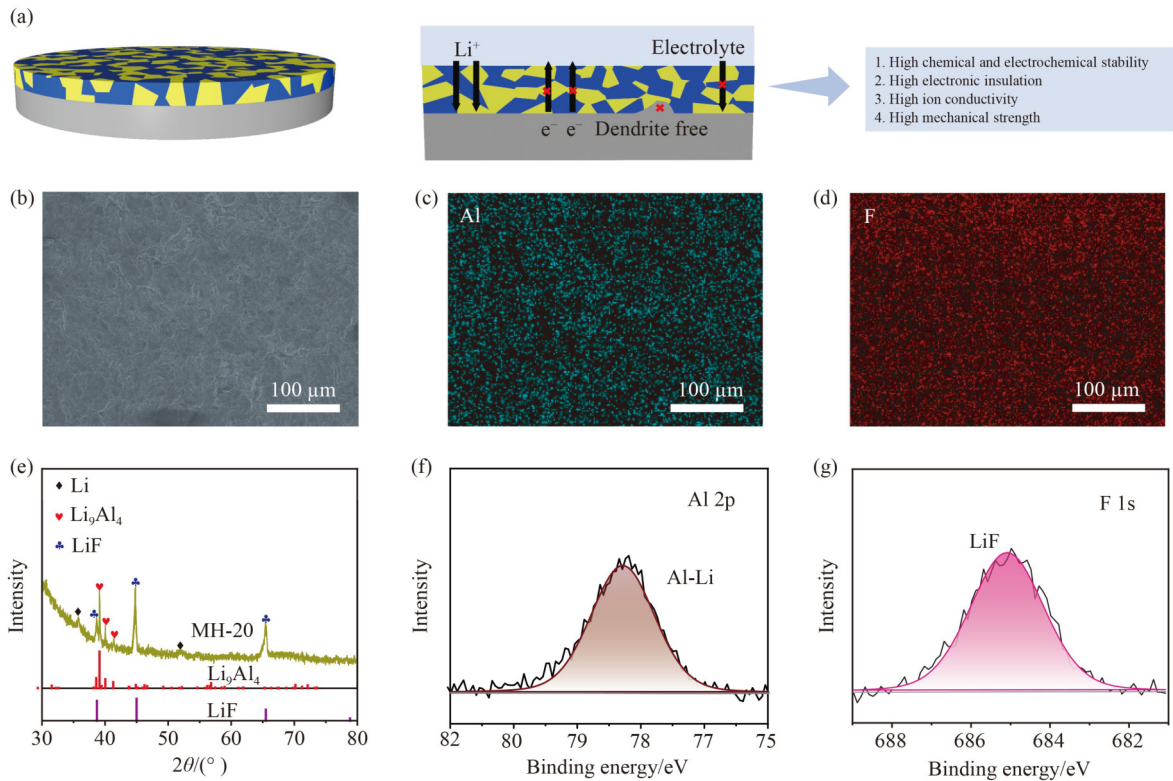 (a)
Li⁺
Electrolyte
e⁻ e⁻ Dendrite free
1. High chemical and electrochemical stability
2. High electronic insulation
3. High ion conductivity
4. High mechanical strength
(b)
100 μm
(c)
Al
100 μm
(d)
F
100 μm
(e)
Li
Li₉Al₄
LiF
MH-20
Li₉Al₄
LiF
Intensity
30 40 50 60 70 80
2θ/(°)
(f)
Al 2p
Al-Li
Intensity
82 80 79 78 77 76 75
Binding energy/eV
(g)
F 1s
LiF
Intensity
688 686 684 682
Binding energy/eV